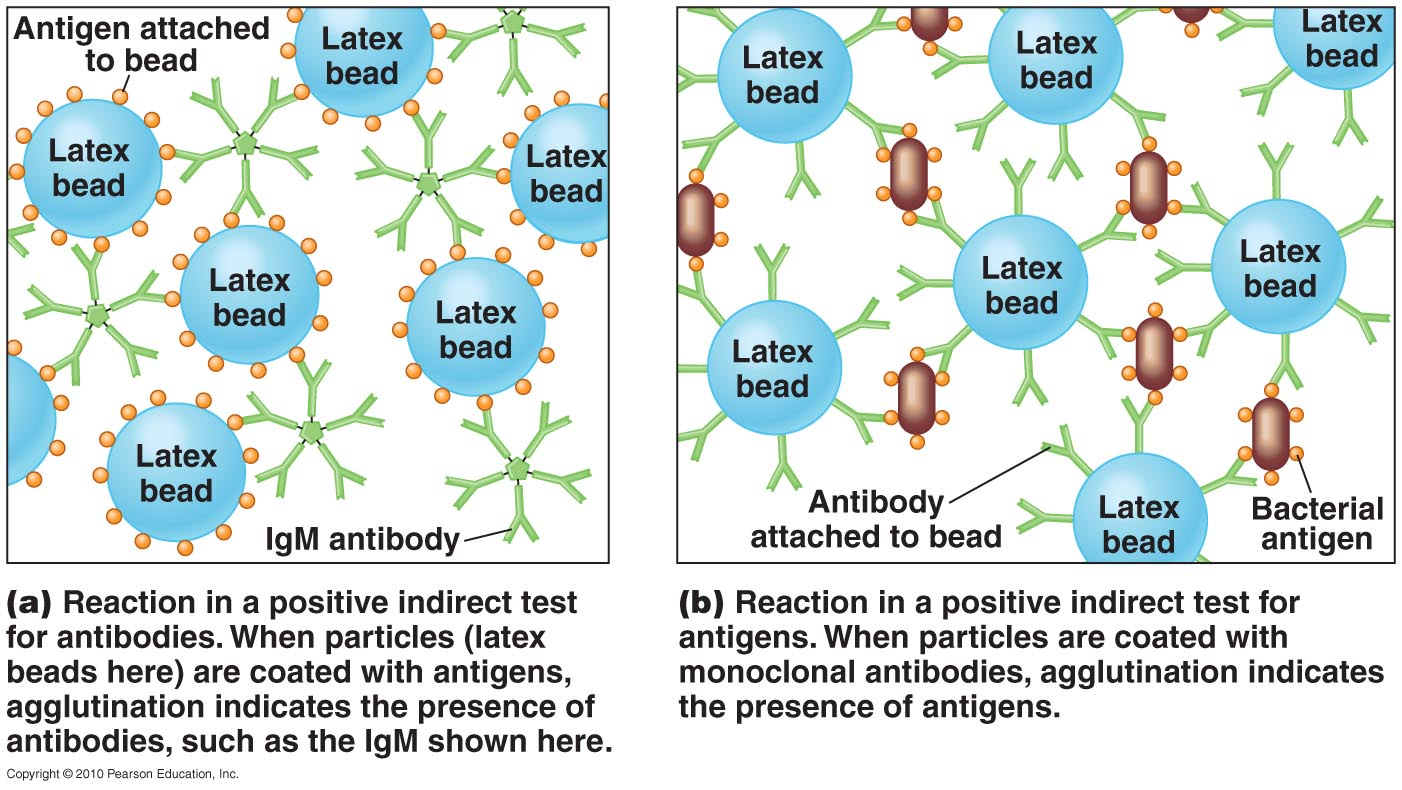 Antigen attached
to bead
Latex
bead
Latex
bead
Latex
bead
Latex
bead
Latex
bead
Latex
bead
IgM antibody
Latex
bead
Latex
bead
Latex
bead
Latex
bead
Latex
bead
Latex
bead
Latex
bead
Antibody
attached to bead
Bacterial
antigen
(a) Reaction in a positive indirect test
for antibodies. When particles (latex
beads here) are coated with antigens,
agglutination indicates the presence of
antibodies, such as the IgM shown here.
(b) Reaction in a positive indirect test for
antigens. When particles are coated with
monoclonal antibodies, agglutination indicates
the presence of antigens.
Copyright © 2010 Pearson Education, Inc.